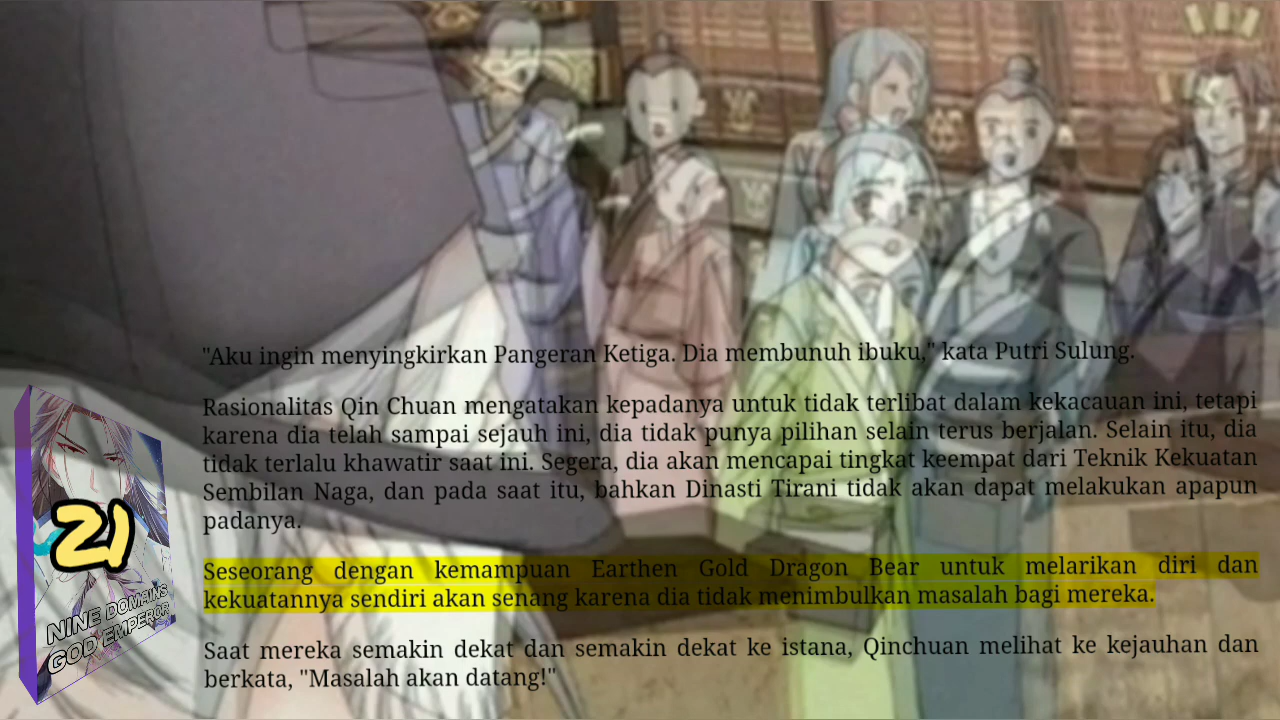 "Aku ingin menyingkirkan Pangeran Ketiga. Dia membunuh ibuku," kata Putri Sulung.
Rasionalitas Qin Chuan mengatakan kepadanya untuk tidak terlibat dalam kekacauan ini, tetapi
karena dia telah sampai sejauh ini, dia tidak punya pilihan selain terus berjalan. Selain itu, dia
tidak terlalu khawatir saat ini. Segera, dia akan mencapai tingkat keempat dari Teknik Kekuatan
Sembilan Naga, dan pada saat itu, bahkan Dinasti Tirani tidak akan dapat melakukan apapun
padanya.
Seseorang dengan kemampuan Earthen Gold Dragon Bear untuk melarikan diri dan
kekuatannya sendiri akan senang karena dia tidak menimbulkan masalah bagi mereka.
Saat mereka semakin dekat dan semakin dekat ke istana, Qinchuan melihat ke kejauhan dan
berkata, "Masalah akan datang!"
21
NINE DOMAINS
GOD EMPEROR